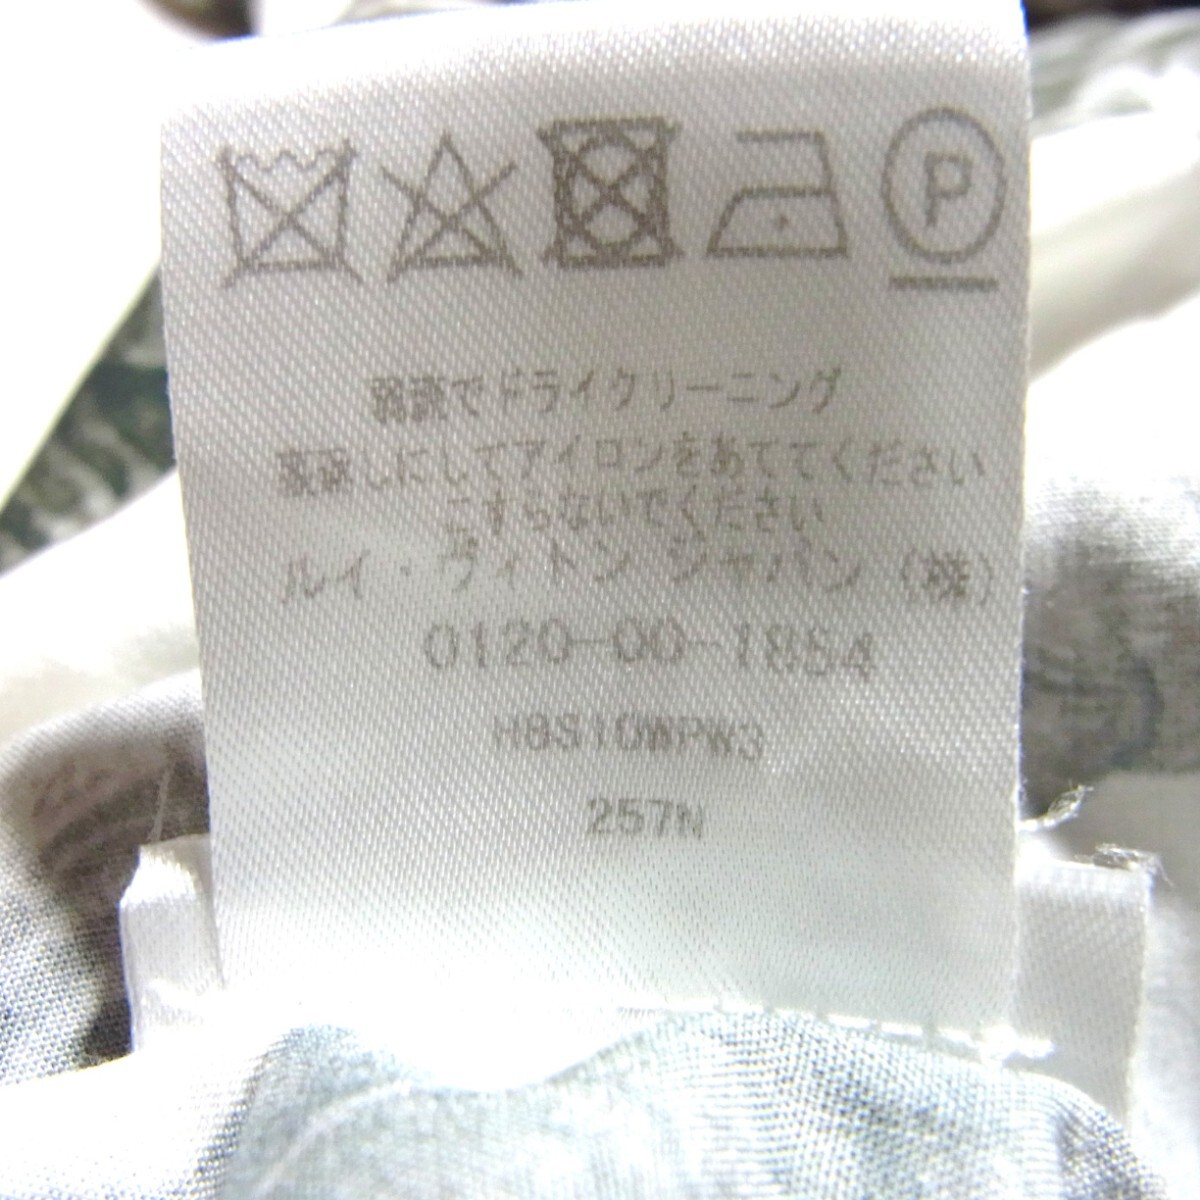 P
弱流でドライクリーニング
裏返しにしてアイロンをあててください
こすらないでください
ルイ・ヴィトン ジャパン (株)
0120-00-1854
HBS10WPW3
257N